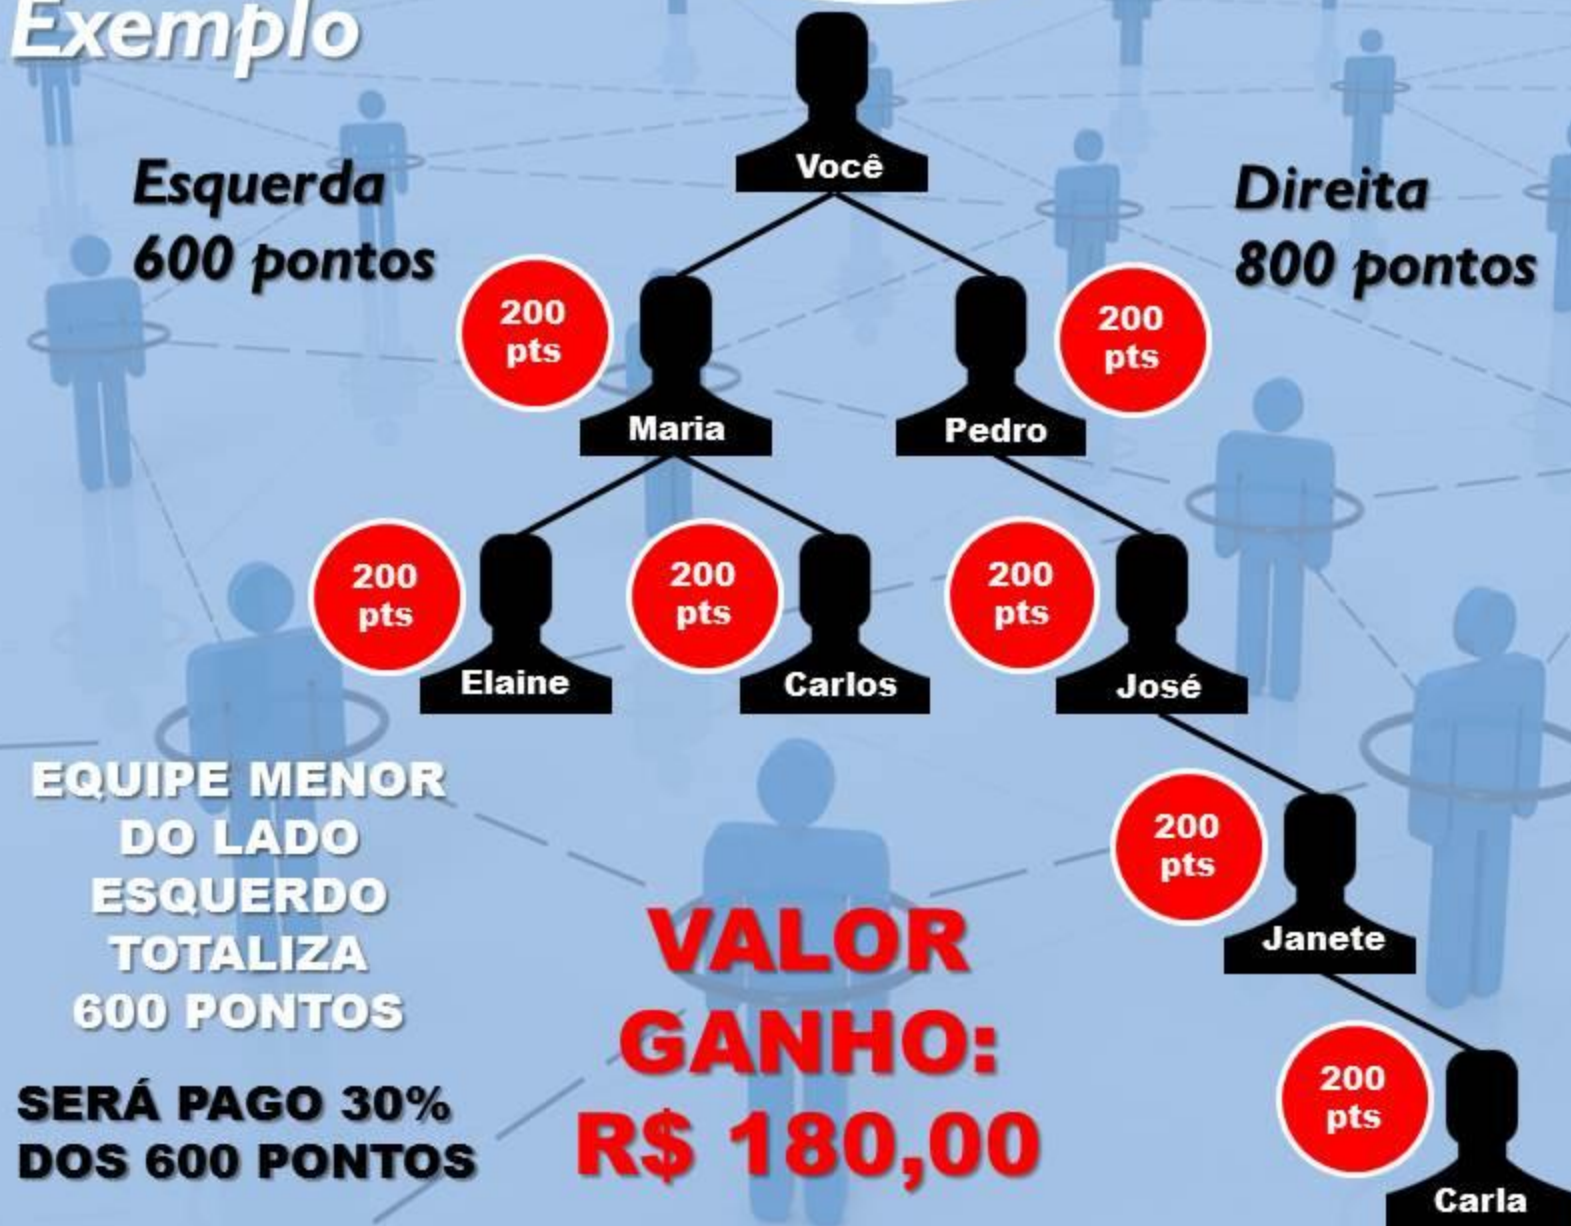 Exemplo
Você
Esquerda
600 pontos
Direita
800 pontos
200
pts
Maria
200
pts
Pedro
200
pts
Elaine
200
pts
Carlos
200
pts
José
EQUIPE MENOR
DO LADO
ESQUERDO
TOTALIZA
600 PONTOS
200
pts
Janete
SERÁ PAGO 30%
DOS 600 PONTOS
VALOR
GANHO:
R$ 180,00
200
pts
Carla